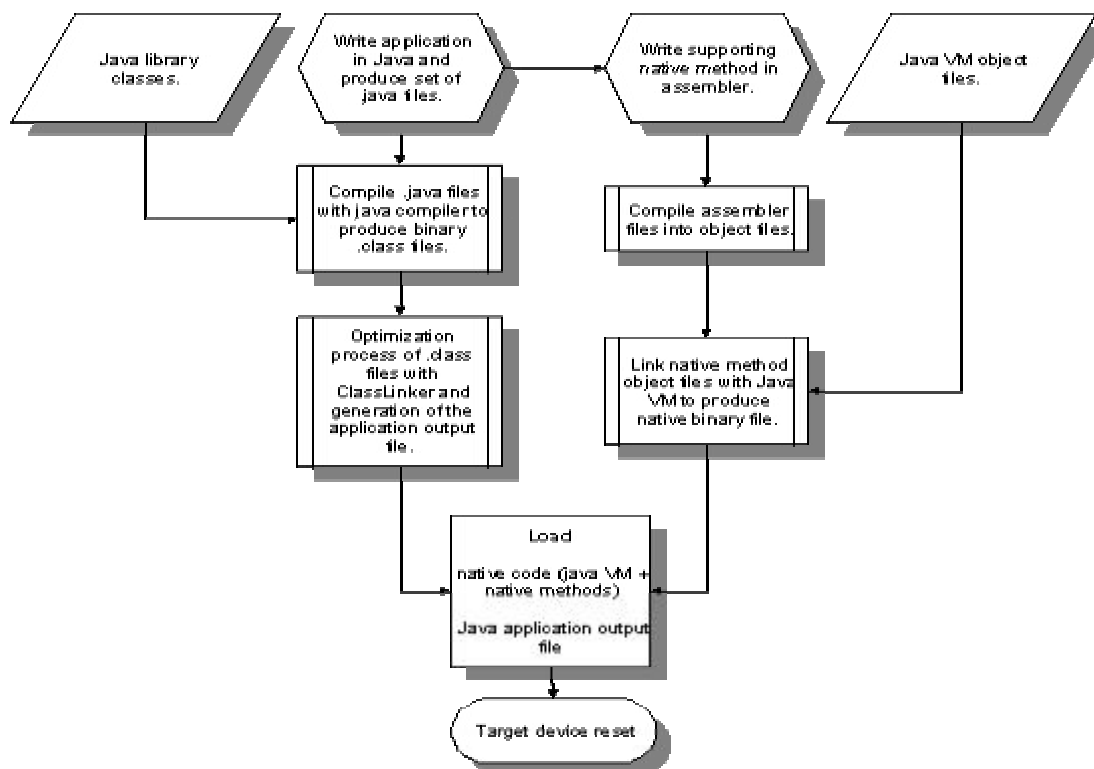 Java library
classes.
Write application
in Java and
produce set of
java files.
Write supporting
native method in
assembler.
Java VM object
files.
Compile .java files
with java compiler to
produce binary
.class files.
Compile assembler
files into object files.
Optimization
process of .class
files with
ClassLinker and
generation of the
application output
file.
Link native method
object files with Java
VM to produce
native binary file.
Load
native code (java VM +
native methods)
Java application output
file
Target device reset